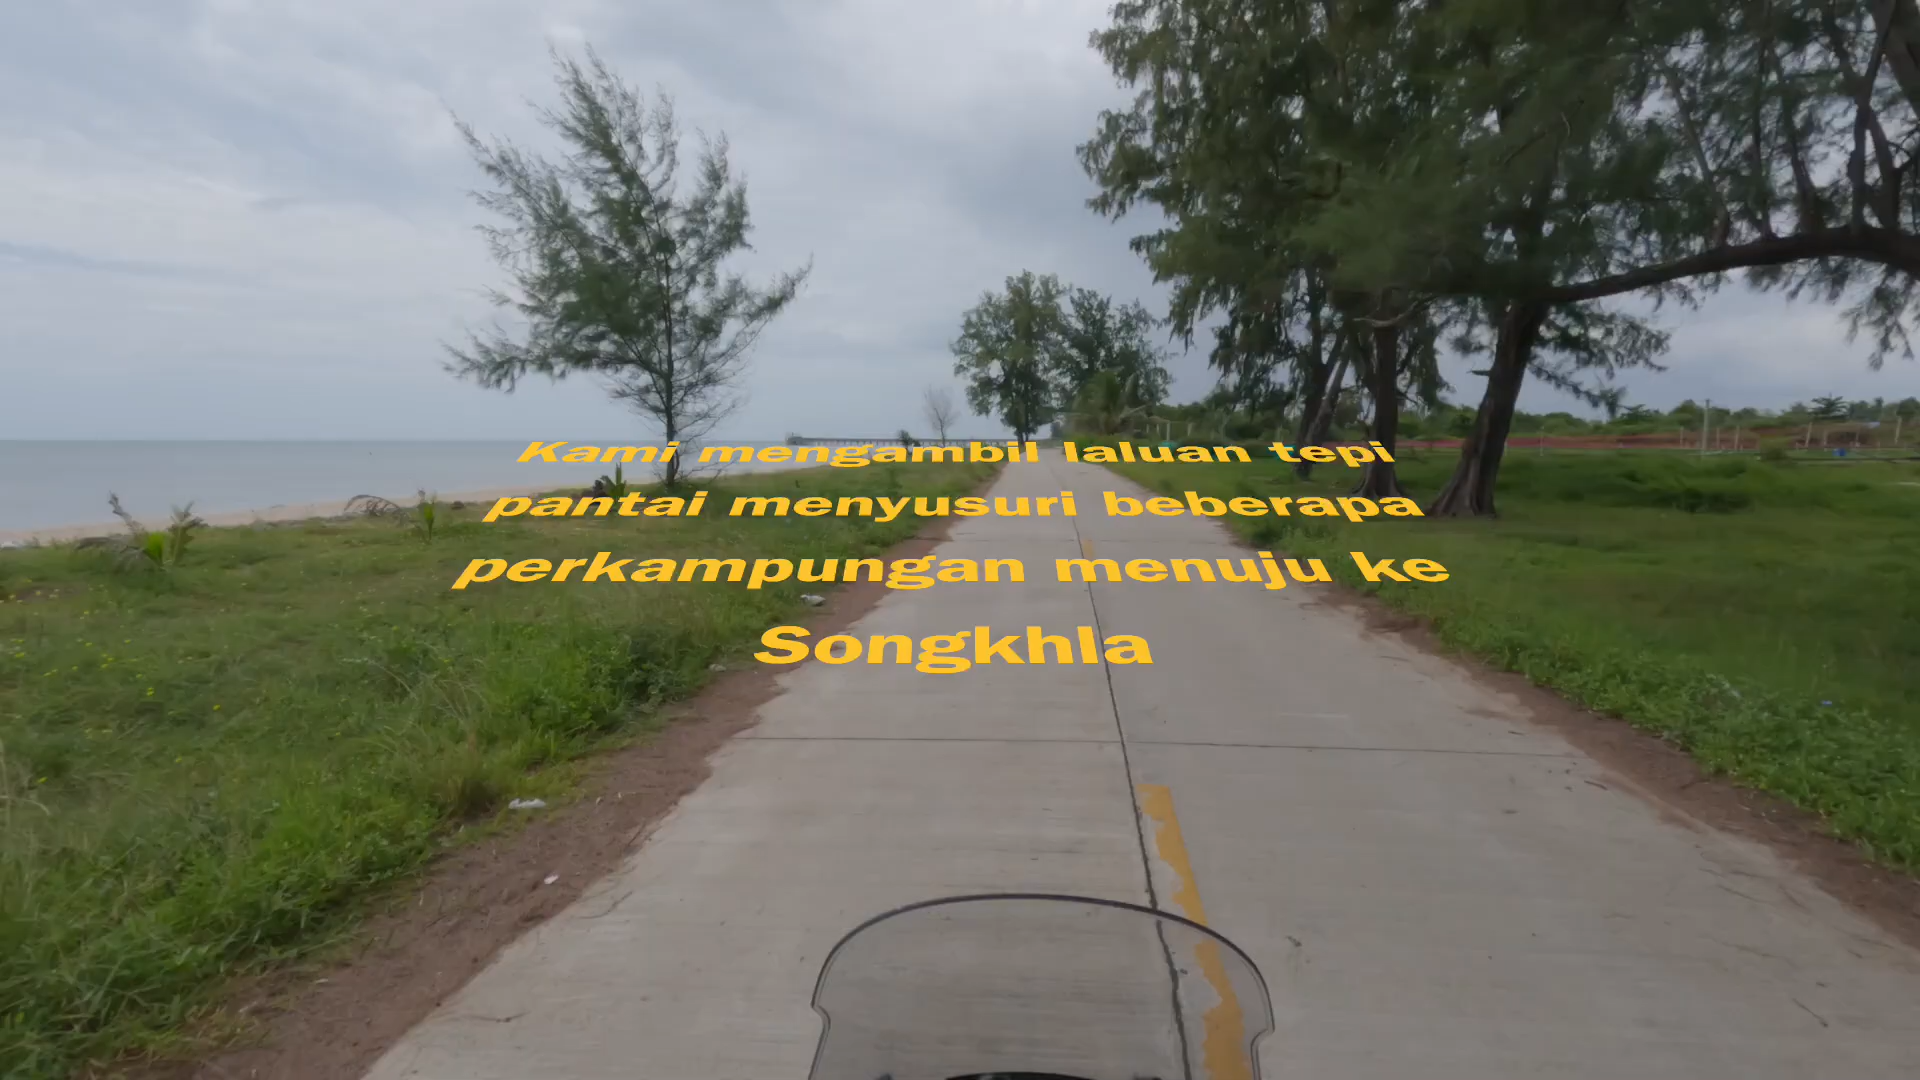 Kami mengambil laluan tepi
pantai menyusuri beberapa
perkampungan menuju ke
Songkhla